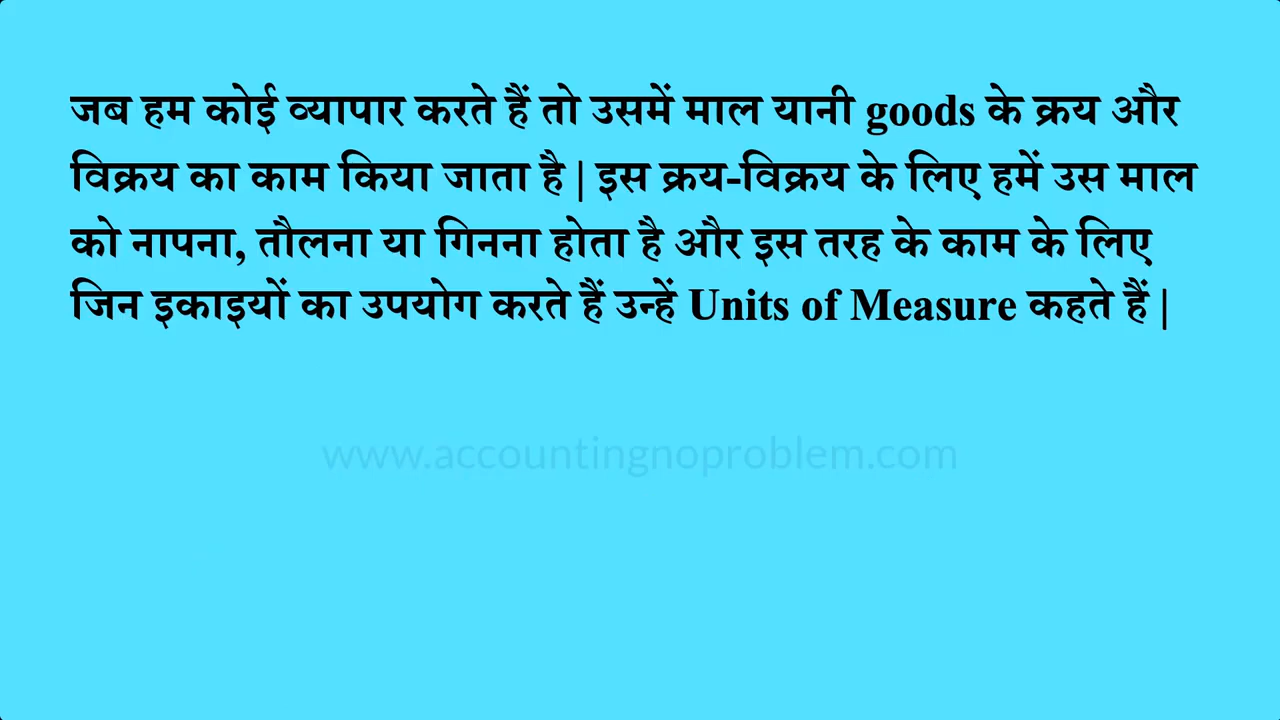 जब हम कोई व्यापार करते हैं तो उसमें माल यानी goods के क्रय और
विक्रय का काम किया जाता है | इस क्रय-विक्रय के लिए हमें उस माल
को नापना, तौलना या गिनना होता है और इस तरह के काम के लिए
जिन इकाइयों का उपयोग करते हैं उन्हें Units of Measure कहते हैं |
www.accountingnoproblem.com